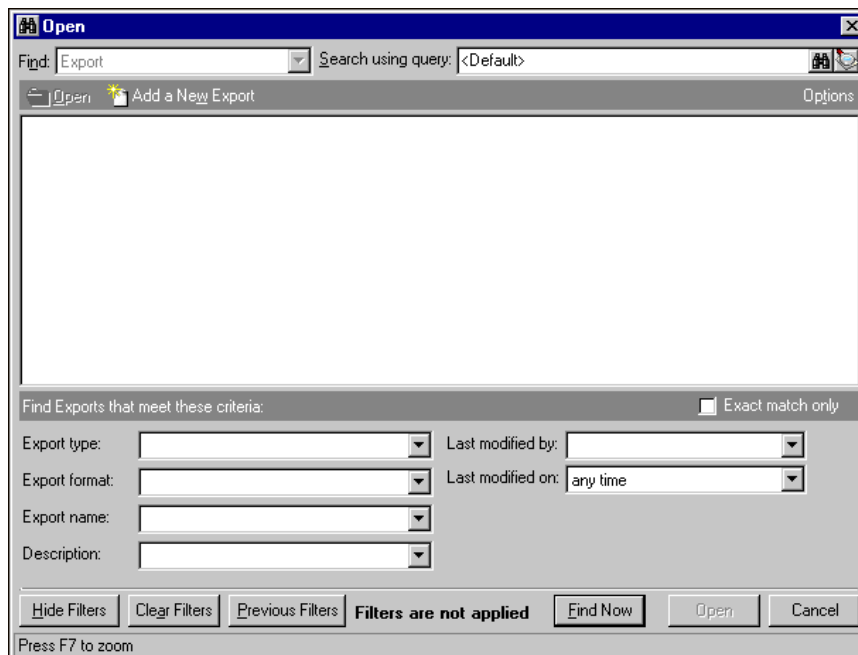 Open
Find: Export Search using query: <Default>
Open Add a New Export Options
Find Exports that meet these criteria: Exact match only
Export type: Last modified by:
Export format: Last modified on: any time
Export name:
Description:
Hide Filters Clear Filters Previous Filters Filters are not applied Find Now Open Cancel
Press F7 to zoom